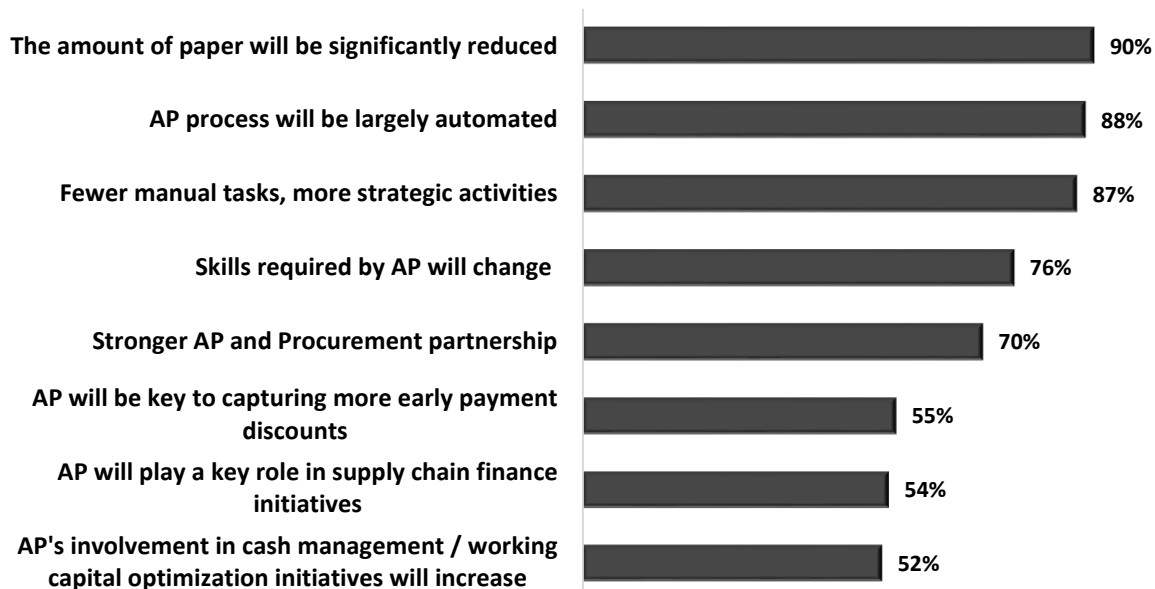 The amount of paper will be significantly reduced
90%
AP process will be largely automated
88%
Fewer manual tasks, more strategic activities
87%
Skills required by AP will change
76%
Stronger AP and Procurement partnership
70%
AP will be key to capturing more early payment
discounts
55%
AP will play a key role in supply chain finance
initiatives
54%
AP's involvement in cash management / working
capital optimization initiatives will increase
52%